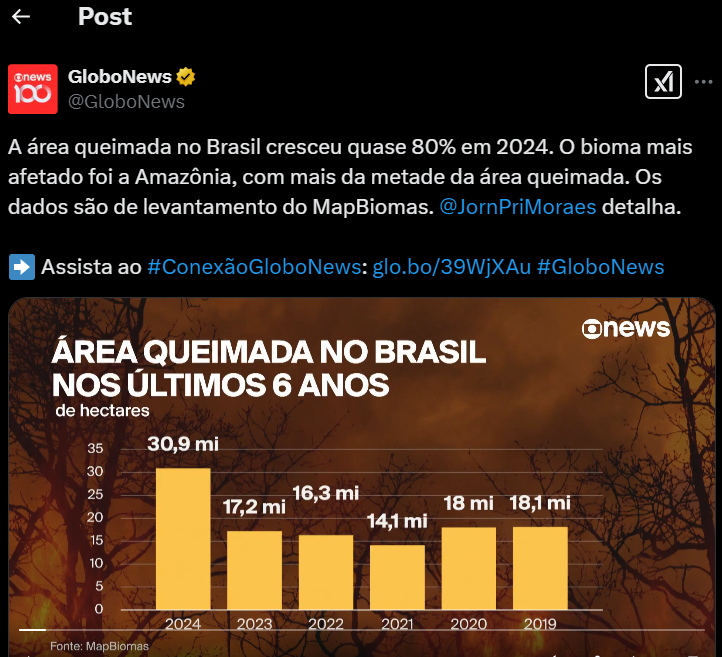 Post
news
100
GloboNews
@GloboNews
A área queimada no Brasil cresceu quase 80% em 2024. O bioma mais
afetado foi a Amazônia, com mais da metade da área queimada. Os
dados são de levantamento do MapBiomas. @JornPriMoraes detalha.
➡️ Assista ao #ConexãoGloboNews: glo.bo/39WjXAu #GloboNews
news
ÁREA QUEIMADA NO BRASIL
NOS ÚLTIMOS 6 ANOS
de hectares
35
30
25
20
15
10
5
0
30,9 mi
17,2 mi
16,3 mi
14,1 mi
18 mi
18,1 mi
2024 2023 2022 2021 2020 2019
Fonte: MapBiomas